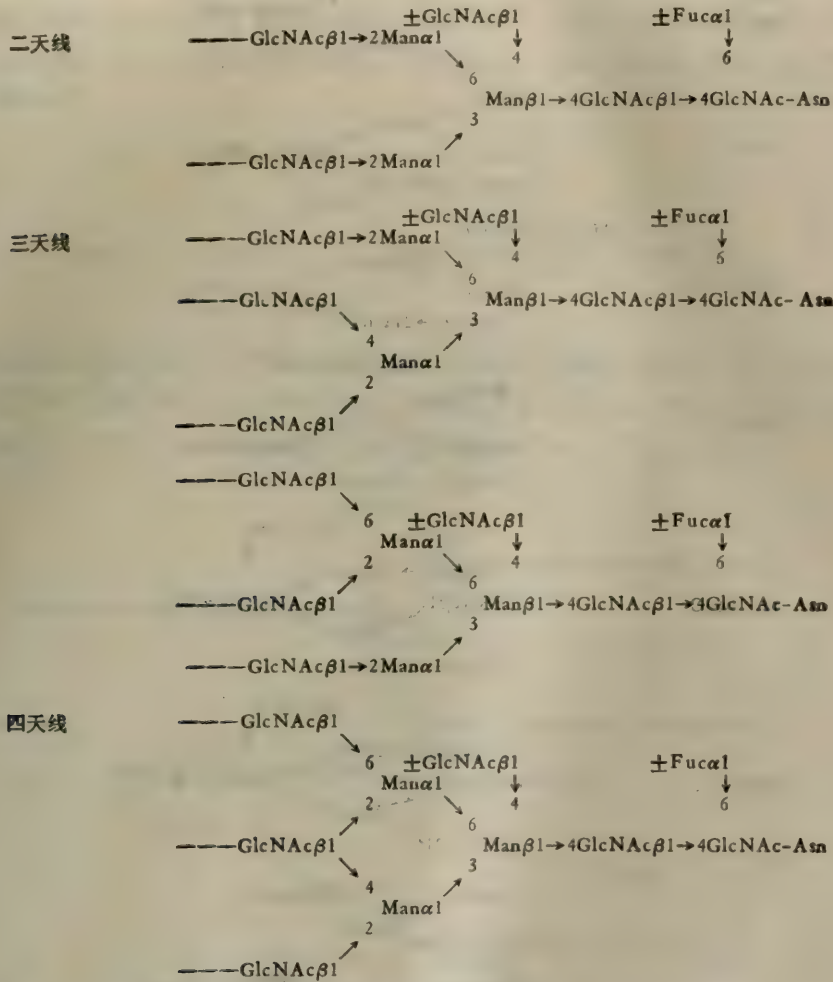 ±GlcNAcβ1 ±Fucα1
二天线 ———GlcNAcβ1→2Manα1 ↓ ↓
4 6
↘
6
Manβ1→4GlcNAcβ1→4GlcNAc-Asn
3
↗
———GlcNAcβ1→2Manα1
±GlcNAcβ1 ±Fucα1
三天线 ———GlcNAcβ1→2Manα1 ↓ ↓
4 6
↘
6
———GlcNAcβ1 Manβ1→4GlcNAcβ1→4GlcNAc-Asn
↘ 3
4 ↗
Manα1
2
↗
———GlcNAcβ1
———GlcNAcβ1
↘
6 ±GlcNAcβ1 ±Fucα1
Manα1 ↓ ↓
2 ↘ 4 6
↗ 6
———GlcNAcβ1 Manβ1→4GlcNAcβ1→4GlcNAc-Asn
3
↗
———GlcNAcβ1→2Manα1
四天线 ———GlcNAcβ1
↘
6 ±GlcNAcβ1 ±Fucα1
Manα1 ↓ ↓
2 ↘ 4 6
↗ 6
———GlcNAcβ1 Manβ1→4GlcNAcβ1→4GlcNAc-Asn
↘ 3
4 ↗
Manα1
2
↗
———GlcNAcβ1